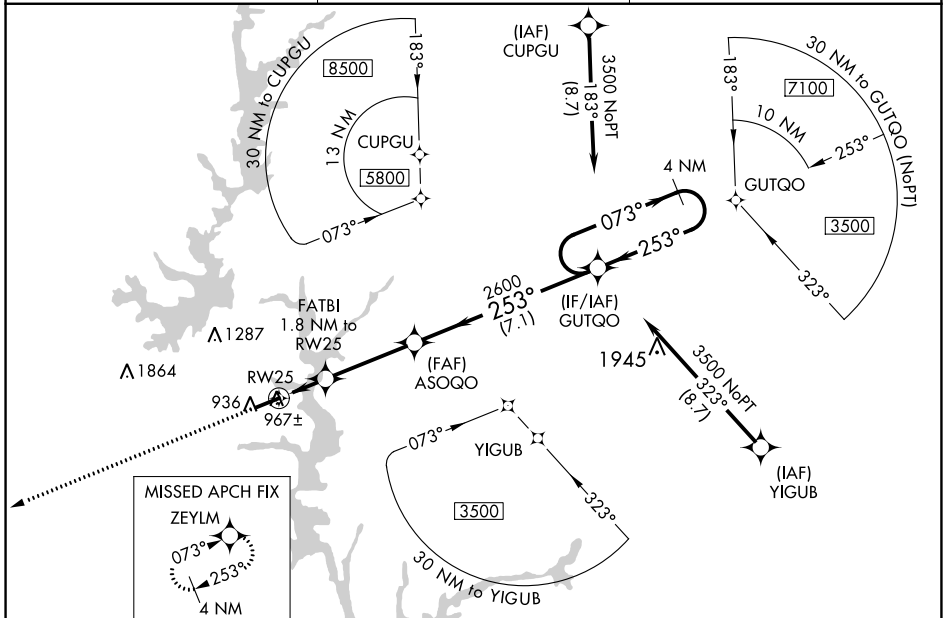 30 NM to CUPGU
183°
8500
13 NM
CUPGU
5800
073°
(IAF)
CUPGU
3500 NoPT
183°
(8.7)
30 NM to GUTQO (NoPT)
183°
7100
10 NM
253°
GUTQO
3500
323°
4 NM
073°
253°
(IF/IAF)
GUTQO
2600
253°
(7.1)
FATBI
1.8 NM to
RW25
(FAF)
ASOQO
1287
1864
RW25
936
967±
1945
3500 NoPT
323°
(8.7)
(IAF)
YIGUB
073°
YIGUB
3500
323°
30 NM to YIGUB
MISSED APCH FIX
ZEYLM
073°
253°
4 NM